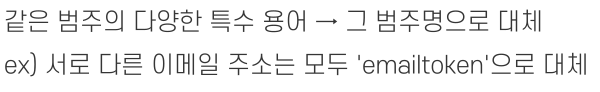 같은 범주의 다양한 특수 용어 → 그 범주명으로 대체
ex) 서로 다른 이메일 주소는 모두 'emailtoken'으로 대체